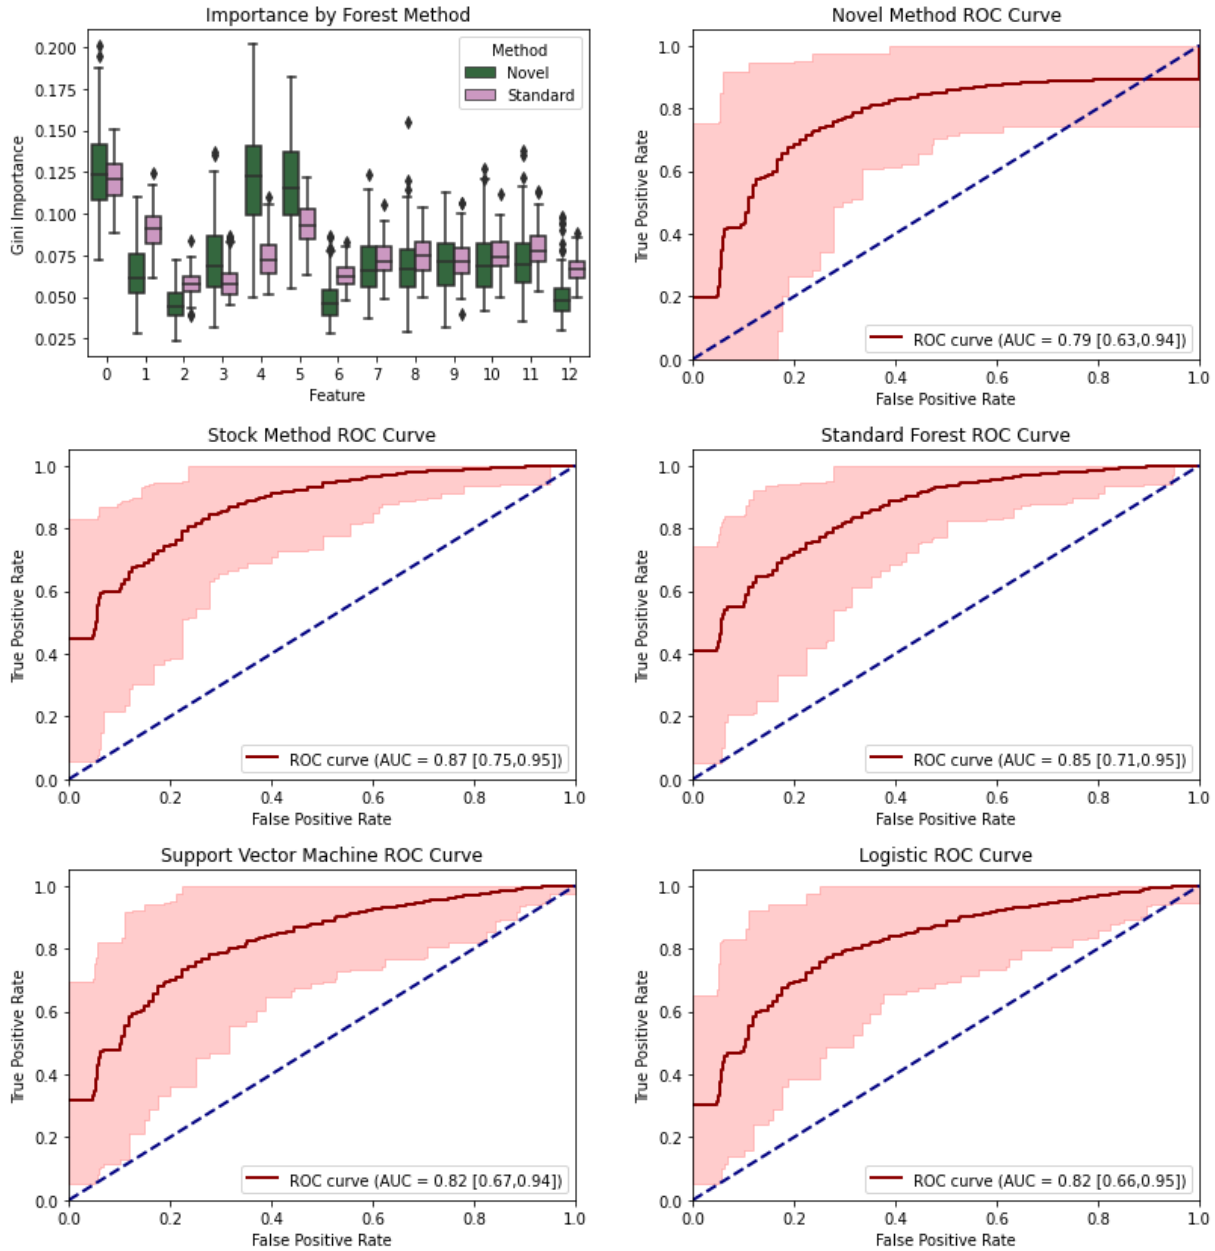 Importance by Forest Method
Method
Novel
Standard
0.200
0.175
0.150
0.125
0.100
0.075
0.050
0.025
Gini Importance
0 1 2 3 4 5 6 7 8 9 10 11 12
Feature
Novel Method ROC Curve
1.0
0.8
0.6
0.4
0.2
0.0
True Positive Rate
ROC curve (AUC = 0.79 [0.63,0.94])
0.0 0.2 0.4 0.6 0.8 1.0
False Positive Rate
Stock Method ROC Curve
1.0
0.8
0.6
0.4
0.2
0.0
True Positive Rate
ROC curve (AUC = 0.87 [0.75,0.95])
0.0 0.2 0.4 0.6 0.8 1.0
False Positive Rate
Standard Forest ROC Curve
1.0
0.8
0.6
0.4
0.2
0.0
True Positive Rate
ROC curve (AUC = 0.85 [0.71,0.95])
0.0 0.2 0.4 0.6 0.8 1.0
False Positive Rate
Support Vector Machine ROC Curve
1.0
0.8
0.6
0.4
0.2
0.0
True Positive Rate
ROC curve (AUC = 0.82 [0.67,0.94])
0.0 0.2 0.4 0.6 0.8 1.0
False Positive Rate
Logistic ROC Curve
1.0
0.8
0.6
0.4
0.2
0.0
True Positive Rate
ROC curve (AUC = 0.82 [0.66,0.95])
0.0 0.2 0.4 0.6 0.8 1.0
False Positive Rate